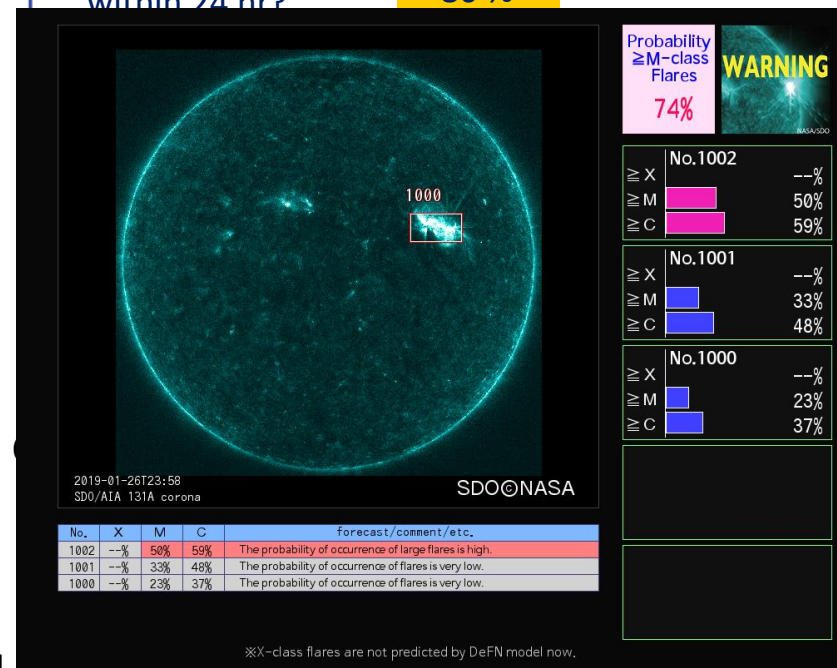 within 24 hr?
Probability
≧M-class
Flares
74%
WARNING
NASA/SDO
1000
No.1002
≧ X --%
≧ M 50%
≧ C 59%
No.1001
≧ X --%
≧ M 33%
≧ C 48%
No.1000
≧ X --%
≧ M 23%
≧ C 37%
2019-01-26T23:58
SDO/AIA 131A corona
SDO©NASA
No. X M C forecast/comment/etc.
1002 --% 50% 59% The probability of occurrence of large flares is high.
1001 --% 33% 48% The probability of occurrence of flares is very low.
1000 --% 23% 37% The probability of occurrence of flares is very low.
※X-class flares are not predicted by DeFN model now.